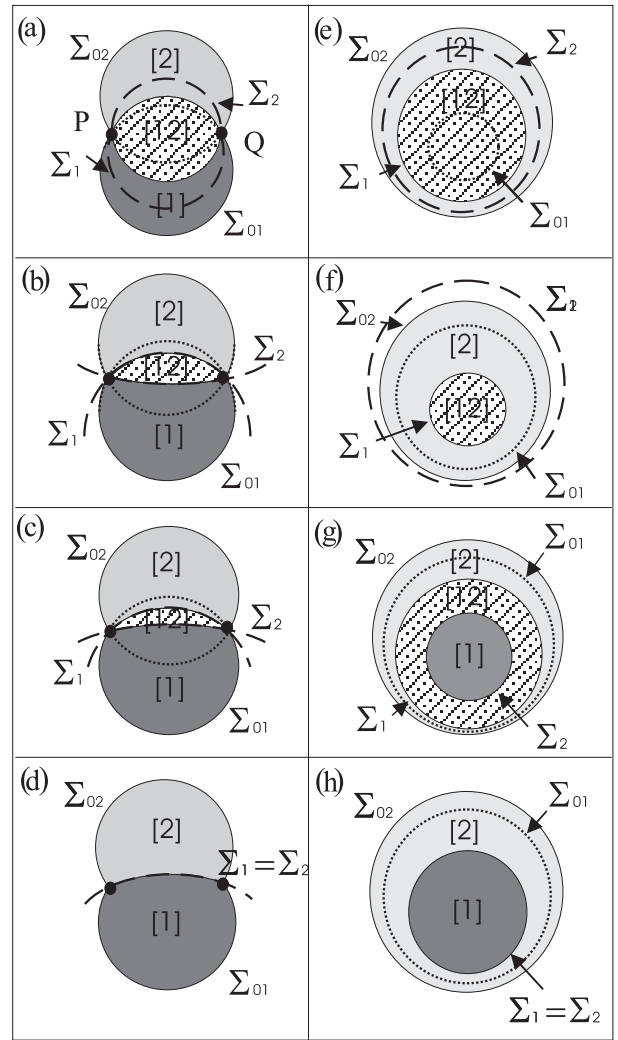 (a)
Σ02
[2]
Σ2
P
[12]
Q
Σ1
[1]
Σ01
(b)
Σ02
[2]
[12]
Σ2
Σ1
[1]
Σ01
(c)
Σ02
[2]
[12]
Σ2
Σ1
[1]
Σ01
(d)
Σ02
[2]
Σ1=Σ2
[1]
Σ01
(e)
Σ02
[2]
Σ2
[12]
Σ1
Σ01
(f)
Σ02
[2]
[12]
Σ1
Σ01
(g)
Σ02
[2]
Σ01
[12]
[1]
Σ1
Σ2
(h)
Σ02
[2]
Σ01
[1]
Σ1=Σ2